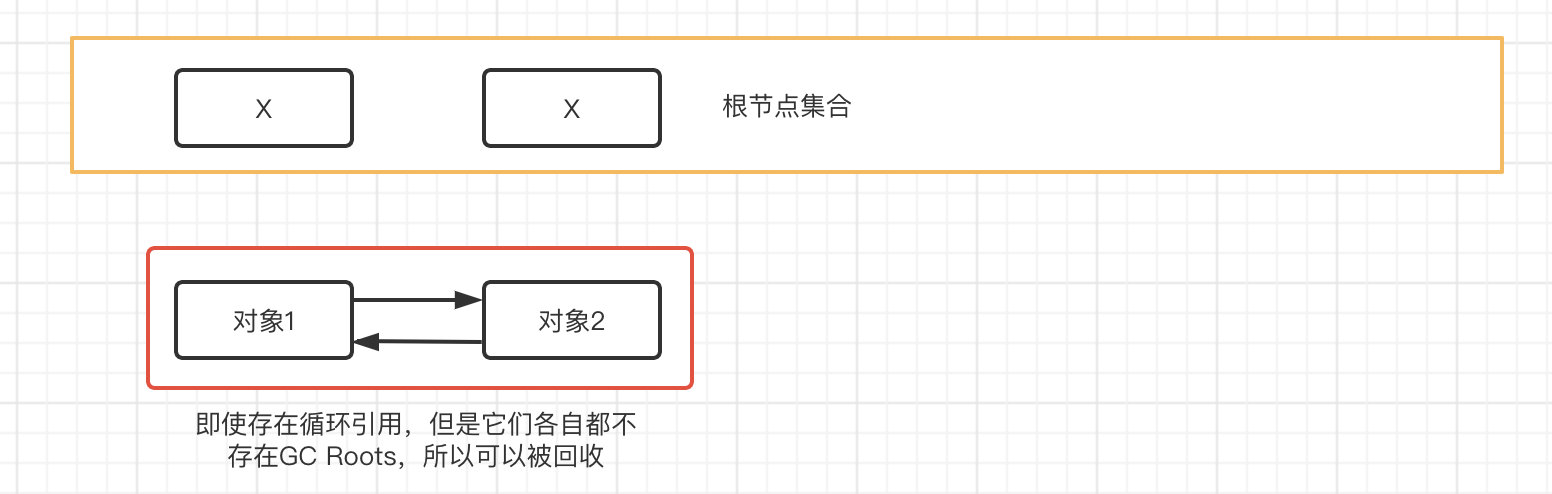 X
X
根节点集合
对象1
对象2
即使存在循环引用，但是它们各自都不
存在GC Roots，所以可以被回收